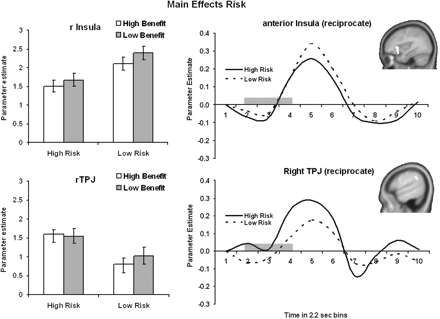 Main Effects Risk
r Insula
High Benefit
Low Benefit
Parameter estimate
3
2.5
2
1.5
1
0.5
0
High Risk
Low Risk
anterior Insula (reciprocate)
Parameter estimate
0.4
0.3
0.2
0.1
0
-0.1
-0.2
-0.3
High Risk
Low Risk
1 2 3 4 5 6 7 8 9 10
rTPJ
High Benefit
Low Benefit
Parameter estimate
3
2.5
2
1.5
1
0.5
0
High Risk
Low Risk
Right TPJ (reciprocate)
Parameter estimate
0.4
0.3
0.2
0.1
0.0
-0.1
-0.2
-0.3
High Risk
Low Risk
1 2 3 4 5 6 7 8 9 10
Time in 2.2 sec bins